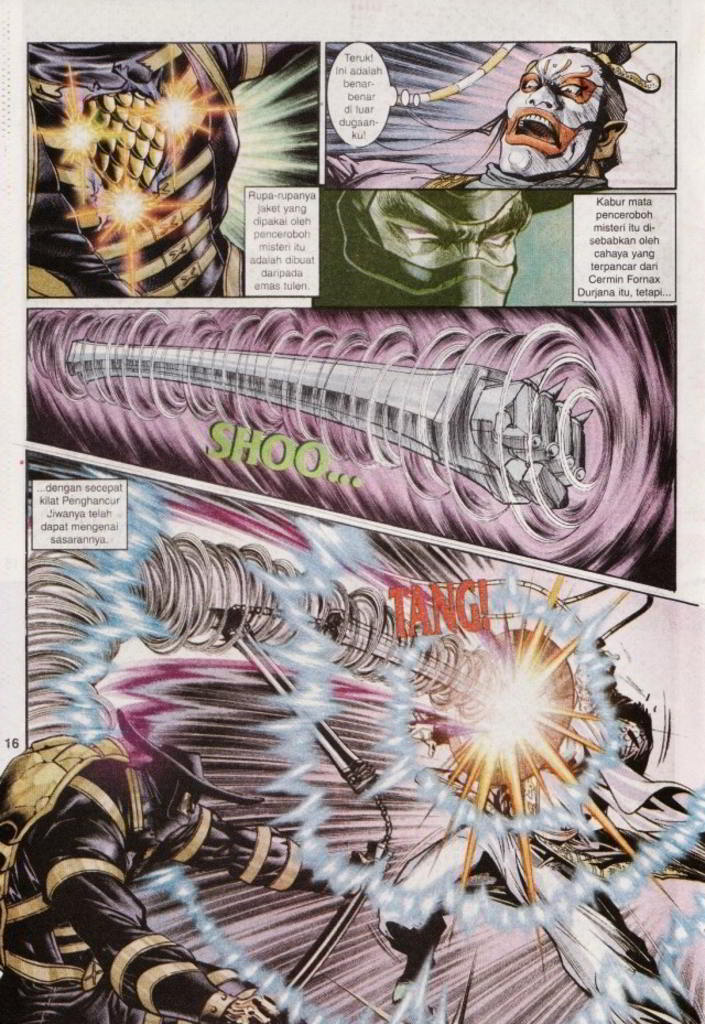 Teruk!
Ini adalah
benar-
benar
di luar
dugaan-
ku!
Rupa-rupanya
jaket yang
dipakai oleh
penceroboh
misteri itu
adalah dibuat
daripada
emas tulen.
Kabur mata
penceroboh
misteri itu di-
sebabkan oleh
cahaya yang
terpancar dari
Cermin Fornax
Durjana itu, tetapi...
SHOO...
...dengan secepat
kilat Penghancur
Jiwanya telah
dapat mengenai
sasarannya.
TANG!
16